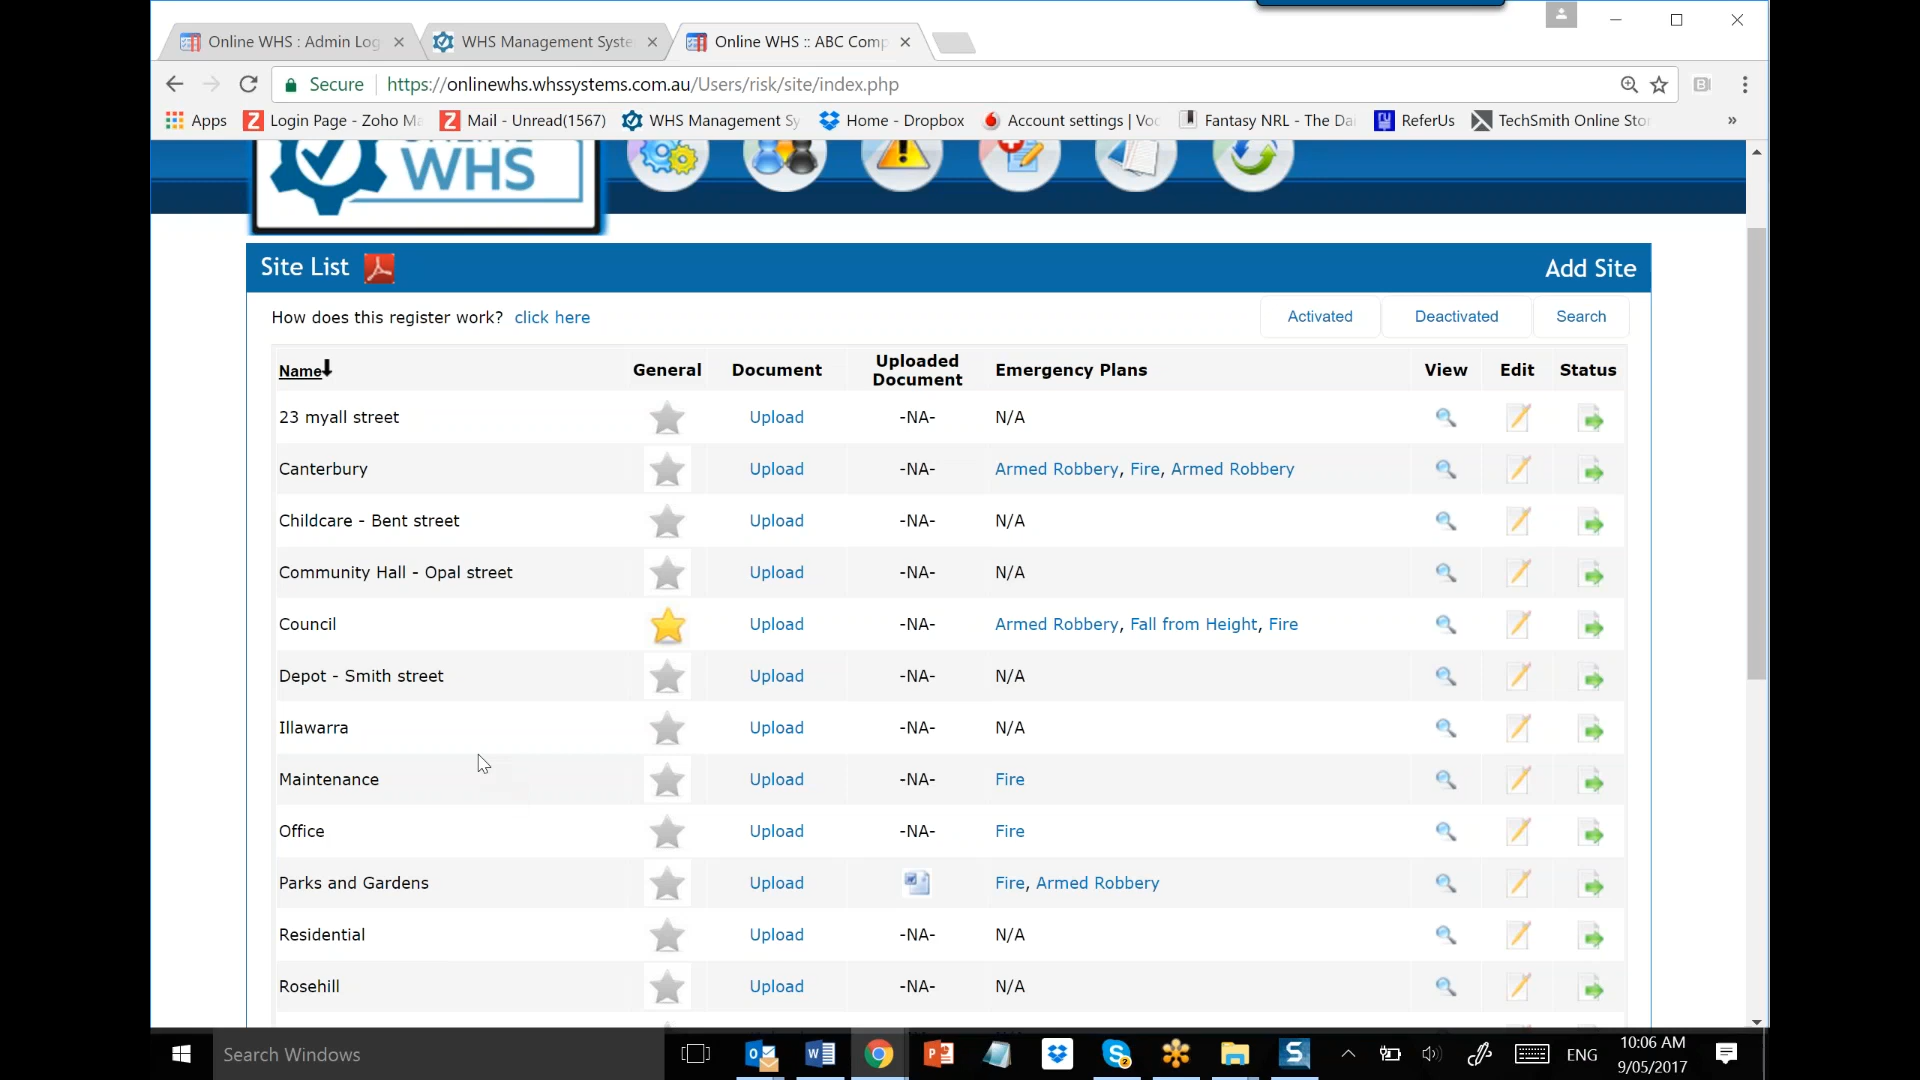 Online WHS : Admin Log
WHS Management Syste
Online WHS :: ABC Comp
Secure https://onlinewhs.whssystems.com.au/Users/risk/site/index.php
Apps Login Page - Zoho Ma Mail - Unread(1567) WHS Management Sy Home - Dropbox Account settings | Voc Fantasy NRL - The Dai ReferUs TechSmith Online Stor »
WHS
Site List Add Site
How does this register work? click here Activated Deactivated Search
Name General Document Uploaded Document Emergency Plans View Edit Status
23 myall street Upload -NA- N/A
Canterbury Upload -NA- Armed Robbery, Fire, Armed Robbery
Childcare - Bent street Upload -NA- N/A
Community Hall - Opal street Upload -NA- N/A
Council Upload -NA- Armed Robbery, Fall from Height, Fire
Depot - Smith street Upload -NA- N/A
Illawarra Upload -NA- N/A
Maintenance Upload -NA- Fire
Office Upload -NA- Fire
Parks and Gardens Upload Fire, Armed Robbery
Residential Upload -NA- N/A
Rosehill Upload -NA- N/A
Search Windows ENG 10:06 AM
9/05/2017